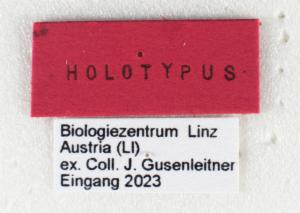 HOLOTYPUS
Biologiezentrum Linz
Austria (LI)
ex. Coll. J. Gusenleitner
Eingang 2023